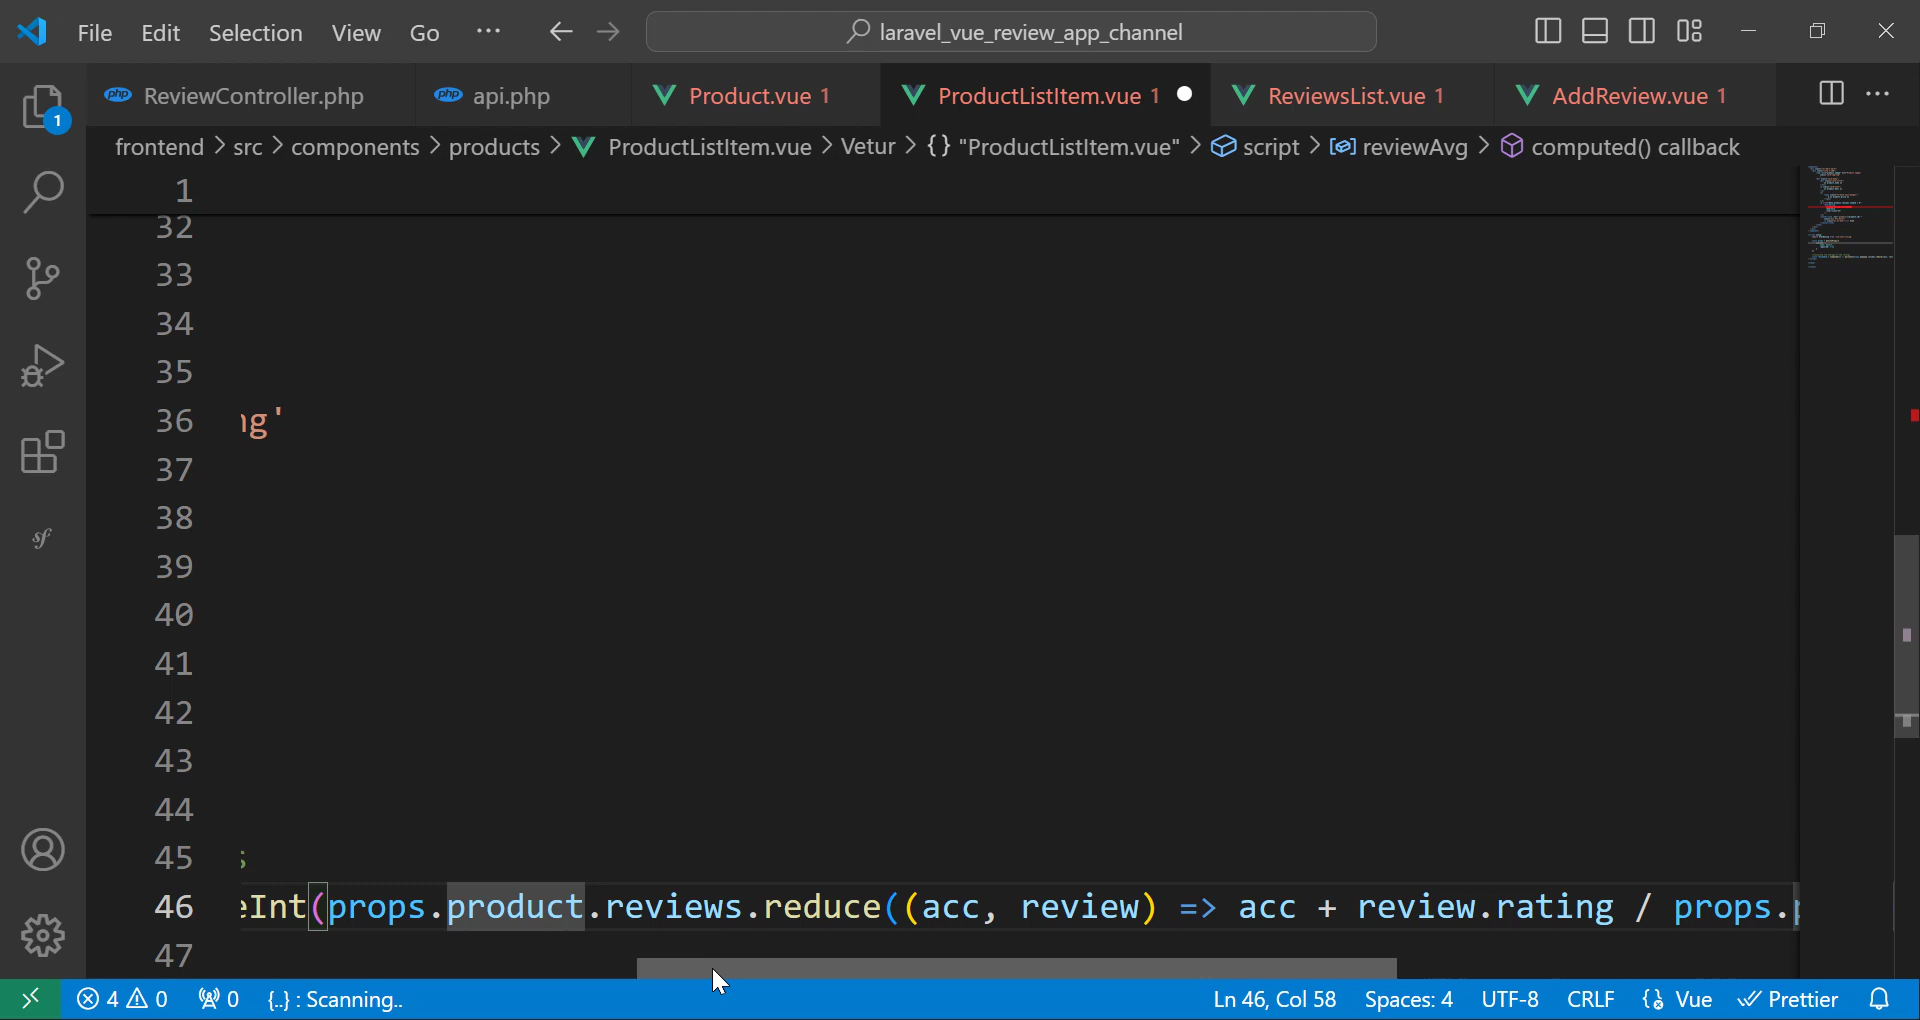 File Edit Selection View Go ··· laravel_vue_review_app_channel
ReviewController.php api.php Product.vue 1 ProductListItem.vue 1 ReviewsList.vue 1 AddReview.vue 1
frontend > src > components > products > ProductListItem.vue > Vetur > {} "ProductListItem.vue" > script > reviewAvg > computed() callback
1
1
32
33
34
35
36 ng'
37
38
39
40
41
42
43
44
45 s
46 eInt(props.product.reviews.reduce((acc, review) => acc + review.rating / props.p
47
4 0 0 {..} : Scanning.. Ln 46, Col 58 Spaces: 4 UTF-8 CRLF Vue Prettier